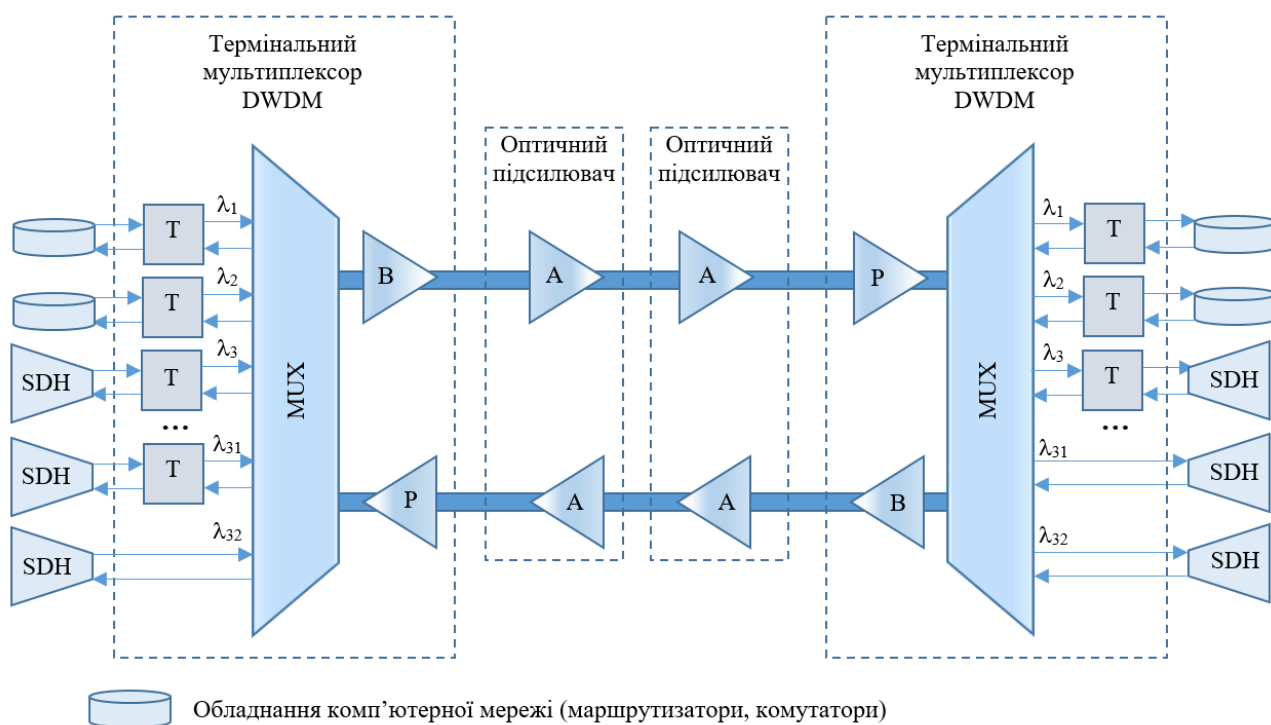 Термінальний
мультиплексор
DWDM
Термінальний
мультиплексор
DWDM
Оптичний
підсилювач
Оптичний
підсилювач
T
λ1
T
λ2
SDH
T
λ3
...
SDH
T
λ31
SDH
λ32
MUX
B
A
A
P
P
A
A
B
MUX
λ1
T
λ2
T
λ3
T
SDH
...
λ31
SDH
λ32
SDH
Обладнання комп’ютерної мережі (маршрутизатори, комутатори)